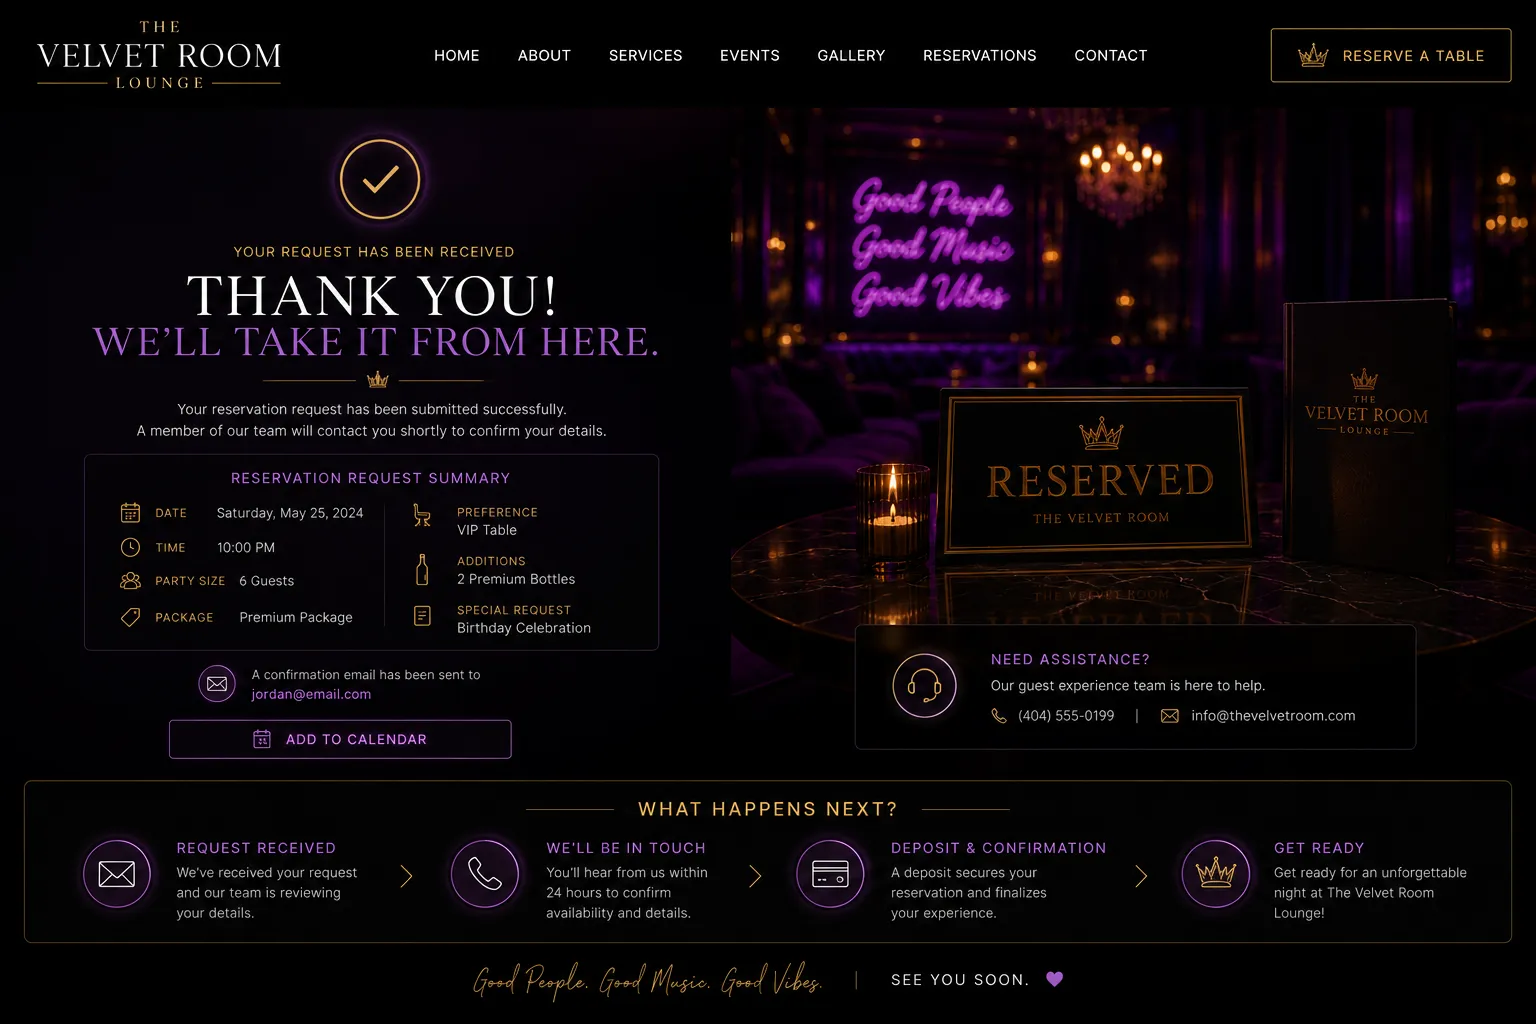 THE
VELVET ROOM
LOUNGE
HOME
ABOUT
SERVICES
EVENTS
GALLERY
RESERVATIONS
CONTACT
RESERVE A TABLE
YOUR REQUEST HAS BEEN RECEIVED
THANK YOU!
WE'LL TAKE IT FROM HERE.
Your reservation request has been submitted successfully.
A member of our team will contact you shortly to confirm your details.
RESERVATION REQUEST SUMMARY
DATE Saturday, May 25, 2024
TIME 10:00 PM
PARTY SIZE 6 Guests
PACKAGE Premium Package
PREFERENCE
VIP Table
ADDITIONS
2 Premium Bottles
SPECIAL REQUEST
Birthday Celebration
A confirmation email has been sent to
jordan@email.com
ADD TO CALENDAR
Good People
Good Music
Good Vibes
RESERVED
THE VELVET ROOM
THE
VELVET ROOM
LOUNGE
THE VELVET ROOM
RESERVED
NEED ASSISTANCE?
Our guest experience team is here to help.
(404) 555-0199 | info@thevelvetroom.com
WHAT HAPPENS NEXT?
REQUEST RECEIVED
We've received your request
and our team is reviewing
your details.
WE'LL BE IN TOUCH
You'll hear from us within
24 hours to confirm
availability and details.
DEPOSIT & CONFIRMATION
A deposit secures your
reservation and finalizes
your experience.
GET READY
Get ready for an unforgettable
night at The Velvet Room
Lounge!
Good People. Good Music. Good Vibes. | SEE YOU SOON.